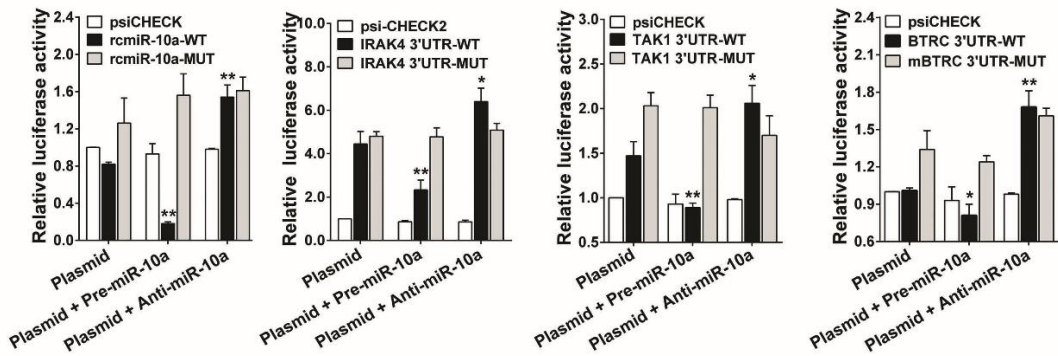 Relative luciferase activity
2.4
2.0
1.6
1.2
0.8
0.4
0.0
psiCHECK
rcmiR-10a-WT
rcmiR-10a-MUT
**
**
Plasmid
Plasmid + Pre-miR-10a
Plasmid + Anti-miR-10a
Relative luciferase activity
10.0
8.0
6.0
4.0
2.0
0.0
psi-CHECK2
IRAK4 3'UTR-WT
IRAK4 3'UTR-MUT
**
*
Plasmid
Plasmid + Pre-miR-10a
Plasmid + Anti-miR-10a
Relative luciferase activity
3.0
2.5
2.0
1.5
1.0
0.5
psiCHECK
TAK1 3'UTR-WT
TAK1 3'UTR-MUT
**
*
Plasmid
Plasmid + Pre-miR-10a
Plasmid + Anti-miR-10a
Relative luciferase activity
2.4
2.1
1.8
1.5
1.2
0.9
0.6
psiCHECK
BTRC 3'UTR-WT
mBTRC 3'UTR-MUT
*
**
Plasmid
Plasmid + Pre-miR-10a
Plasmid + Anti-miR-10a